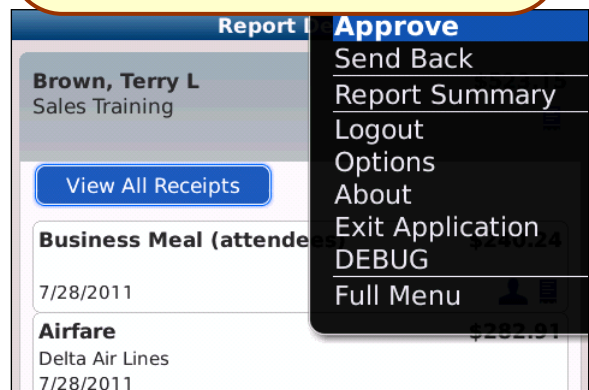 Report De
Approve
Send Back
Report Summary
Logout
Options
About
Exit Application
DEBUG
Full Menu
Brown, Terry L
Sales Training
View All Receipts
Business Meal (attendees)
$240.24
7/28/2011
Airfare
$282.91
Delta Air Lines
7/28/2011